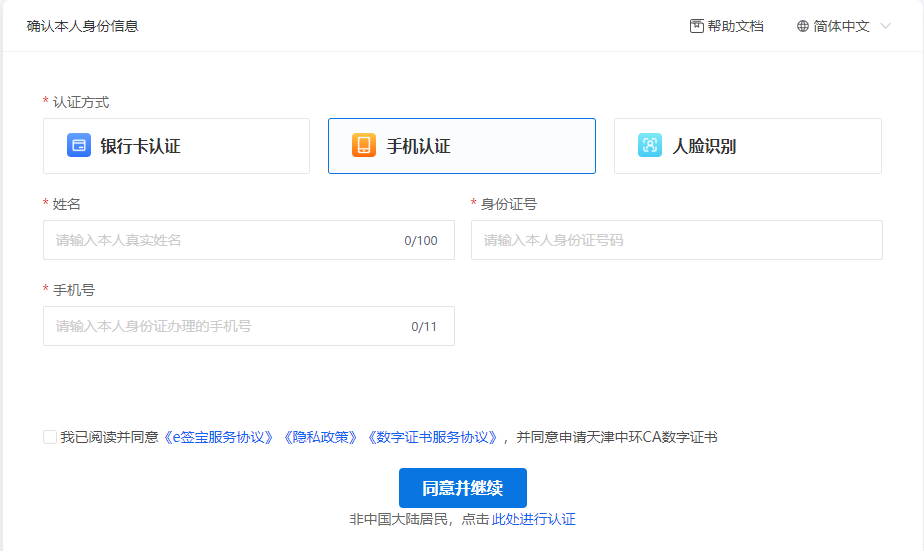 确认本人身份信息 帮助文档 简体中文
* 认证方式
银行卡认证 手机认证 人脸识别
* 姓名 * 身份证号
请输入本人真实姓名 0/100 请输入本人身份证号码
* 手机号
请输入本人身份证办理的手机号 0/11
我已阅读并同意《e签宝服务协议》《隐私政策》《数字证书服务协议》，并同意申请天津中环CA数字证书
同意并继续
非中国大陆居民，点击此处进行认证